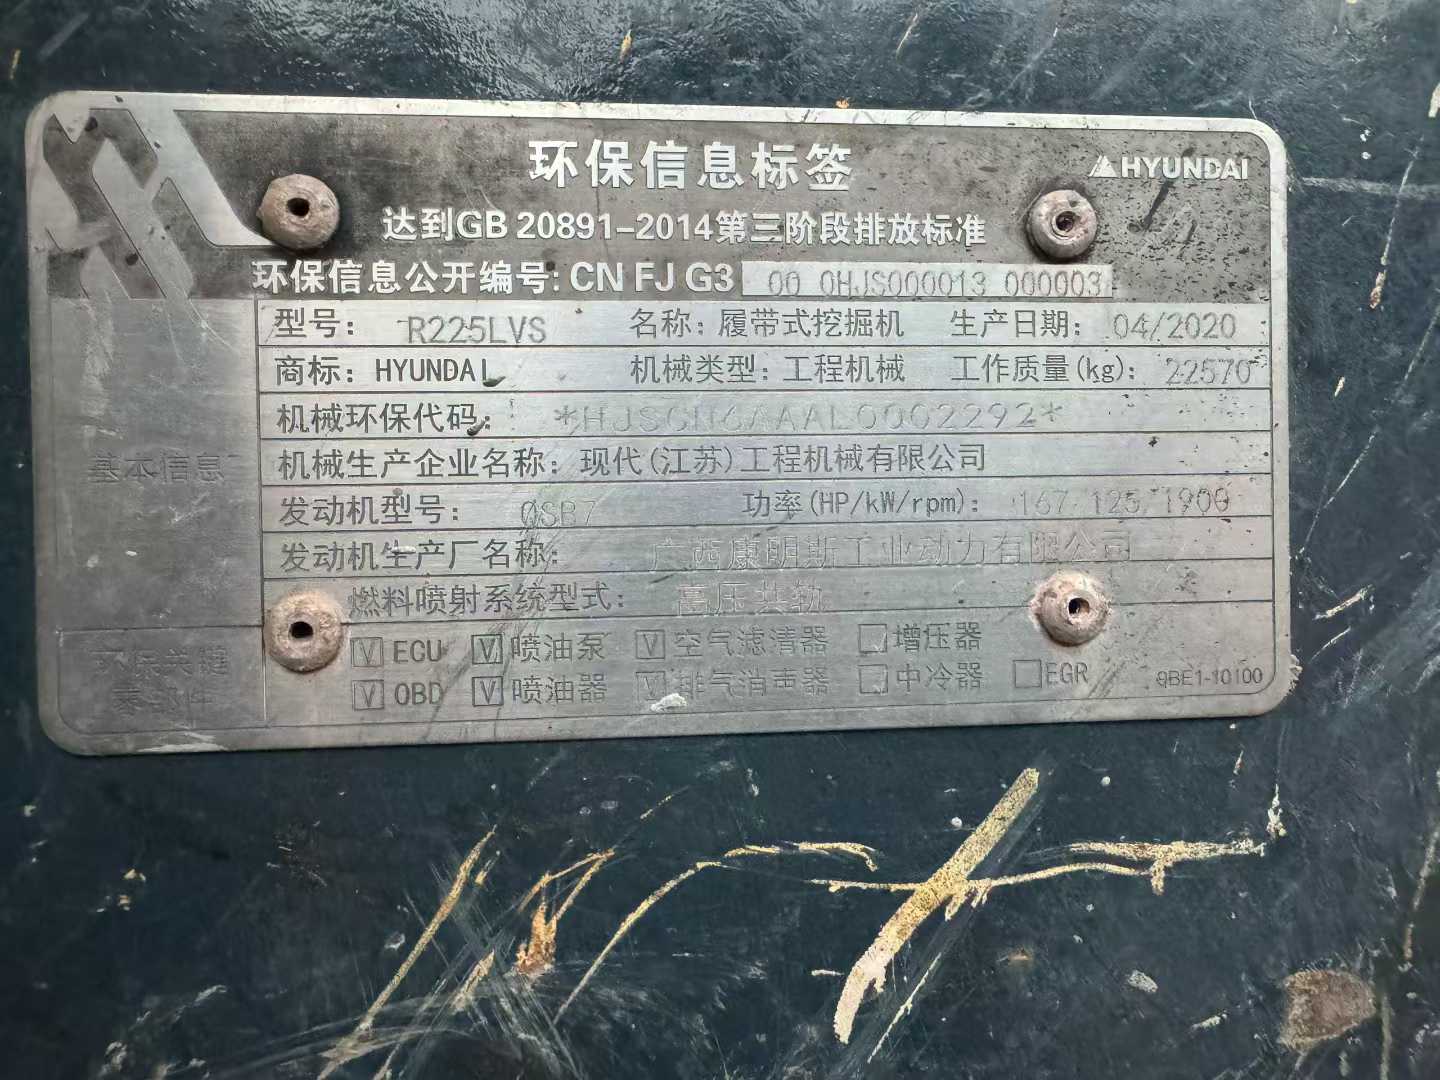 环保信息标签
HYUNDAI
达到GB 20891-2014第三阶段排放标准
环保信息公开编号: CN FJ G3 00 0HJS000013 000003
型号: R225LVS 名称: 履带式挖掘机 生产日期: 04/2020
商标: HYUNDAI 机械类型: 工程机械 工作质量(kg): 22570
机械环保代码: *HJSCN6AAAL0002292*
基本信息
机械生产企业名称: 现代(江苏)工程机械有限公司
发动机型号: QSB7 功率(HP/kW/rpm): 167/125/1900
发动机生产厂名称: 广西康明斯工业动力有限公司
燃料喷射系统型式: 高压共轨
环保关键
零部件
V ECU V 喷油泵 V 空气滤清器 增压器
V OBD V 喷油器 V 排气消声器 中冷器 EGR
9BE1-10100